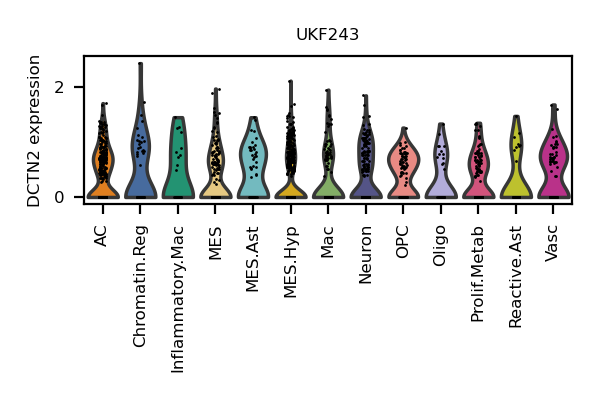 UKF243
DCTN2 expression
2
0
AC
Chromatin.Reg
Inflammatory.Mac
MES
MES.Ast
MES.Hyp
Mac
Neuron
OPC
Oligo
Prolif.Metab
Reactive.Ast
Vasc